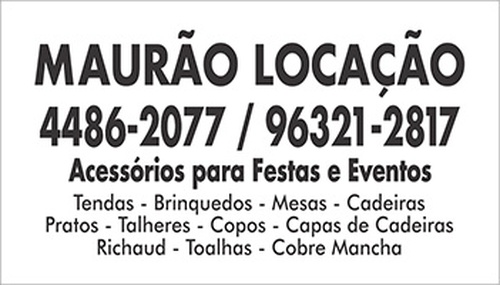 MAURÃO LOCAÇÃO
4486-2077 / 96321-2817
Acessórios para Festas e Eventos
Tendas - Brinquedos - Mesas - Cadeiras
Pratos - Talheres - Copos - Capas de Cadeiras
Richaud - Toalhas - Cobre Mancha